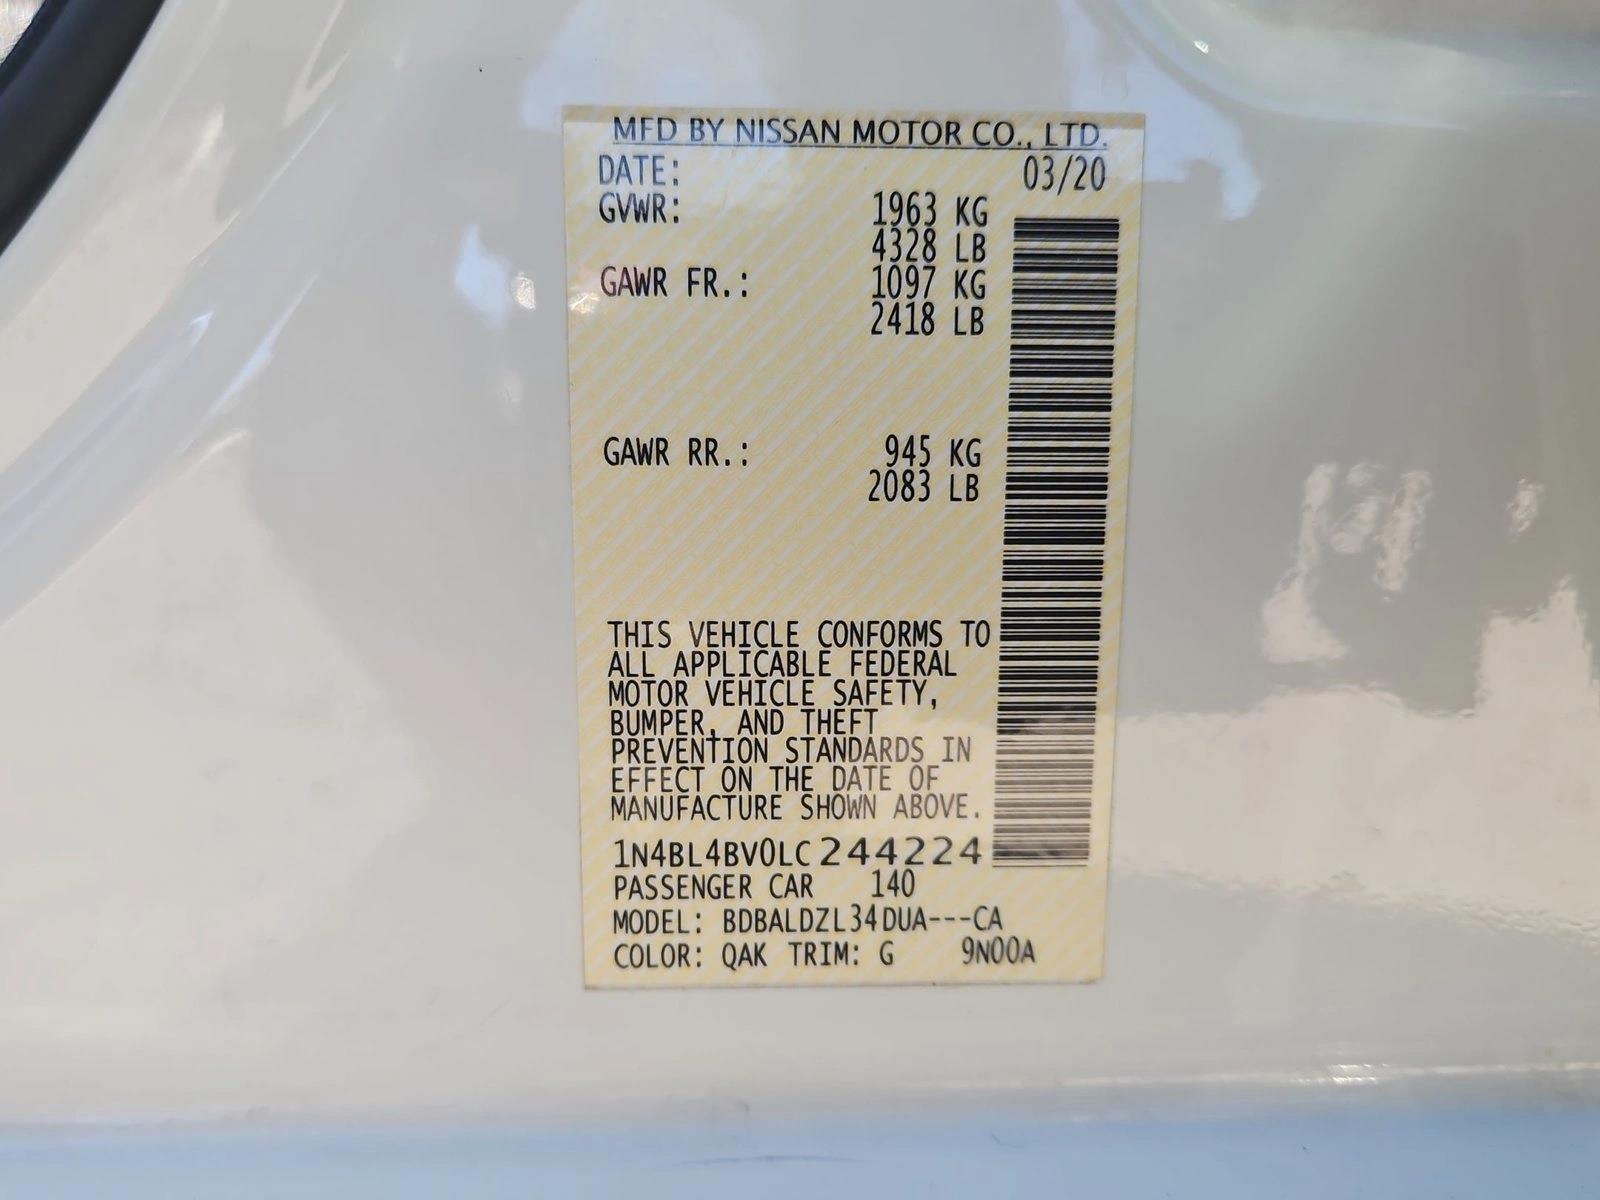 MFD BY NISSAN MOTOR CO., LTD.
DATE: 03/20
GVWR: 1963 KG
4328 LB
GAWR FR.: 1097 KG
2418 LB
GAWR RR.: 945 KG
2083 LB
THIS VEHICLE CONFORMS TO
ALL APPLICABLE FEDERAL
MOTOR VEHICLE SAFETY,
BUMPER, AND THEFT
PREVENTION STANDARDS IN
EFFECT ON THE DATE OF
MANUFACTURE SHOWN ABOVE.
1N4BL4BV0LC244224
PASSENGER CAR 140
MODEL: BDBALDZL34DUA---CA
COLOR: QAK TRIM: G 9N00A